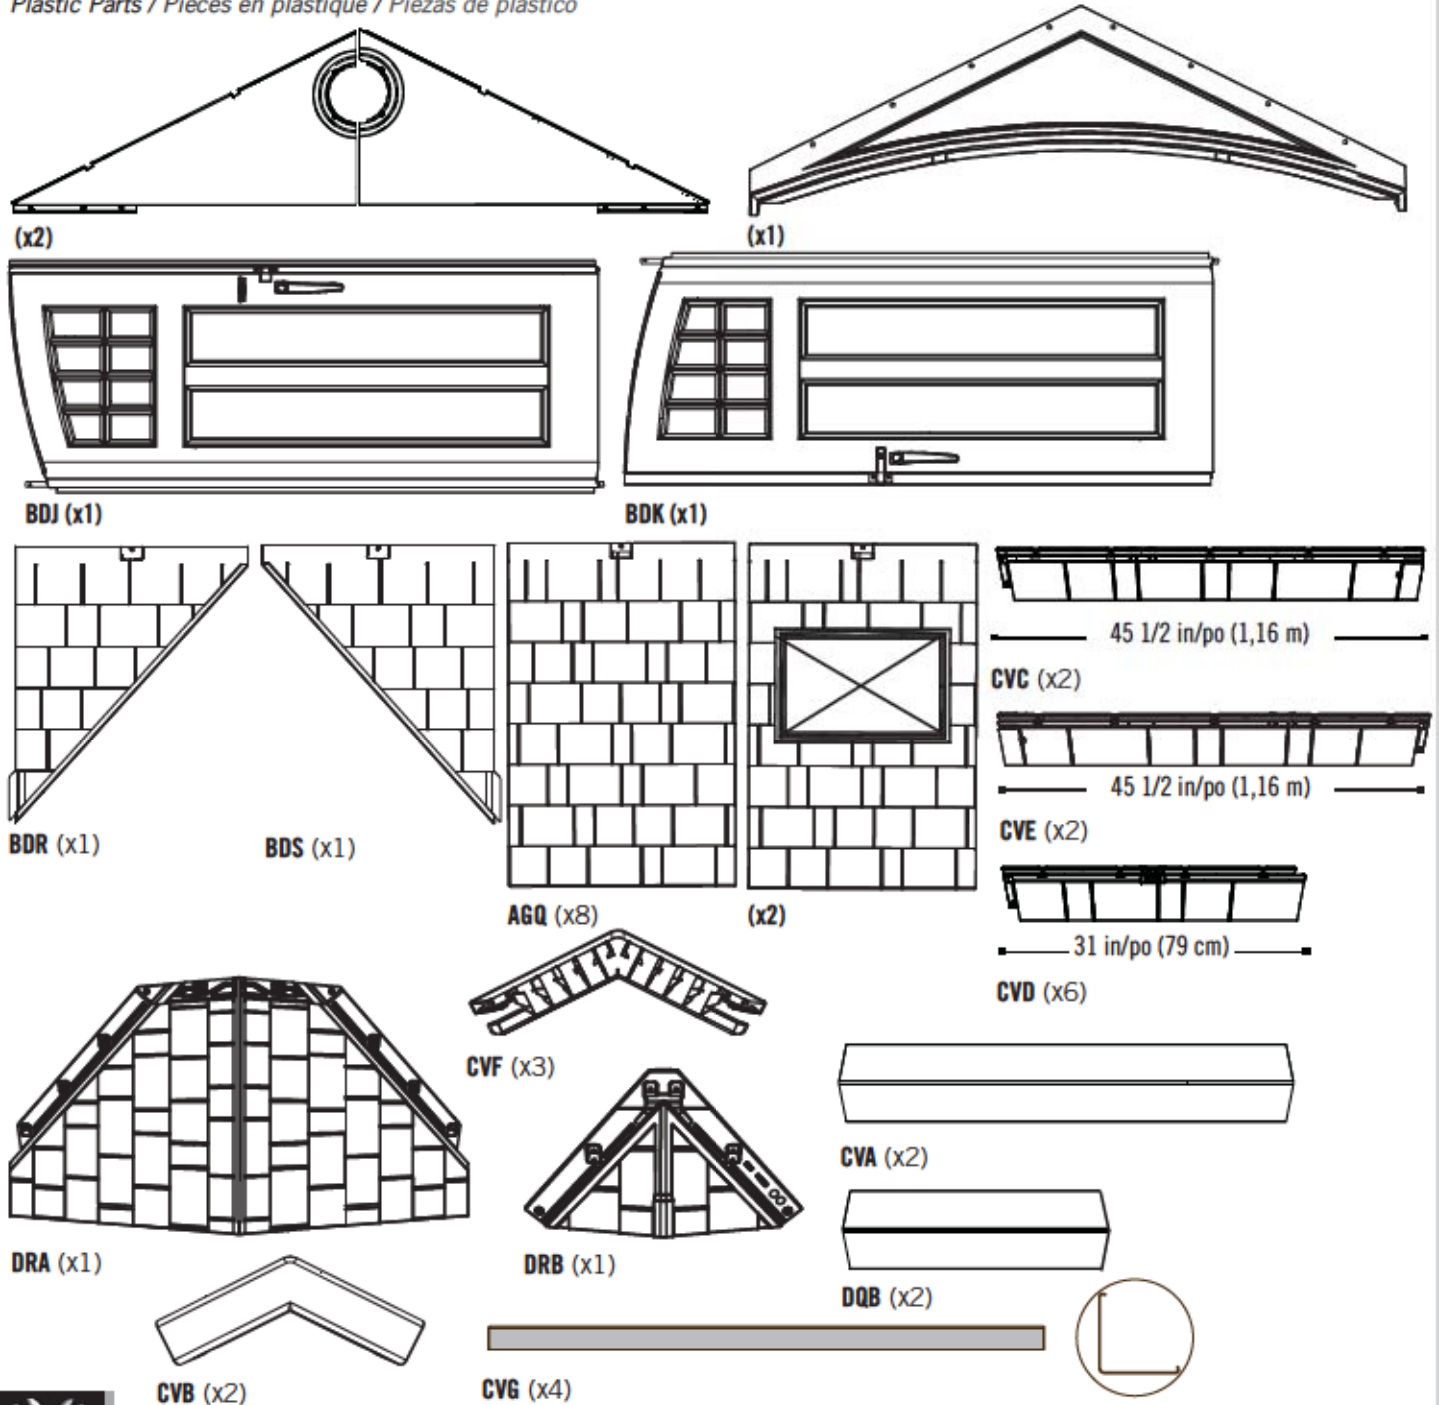 Plastic Parts / Pièces en plastique / Piezas de plástico
(x2)
(x1)
BDJ (x1)
BDK (x1)
45 1/2 in/po (1,16 m)
CVC (x2)
45 1/2 in/po (1,16 m)
CVE (x2)
BDR (x1)
BDS (x1)
AGQ (x8)
(x2)
31 in/po (79 cm)
CVD (x6)
CVF (x3)
CVA (x2)
DRA (x1)
DRB (x1)
DQB (x2)
CVB (x2)
CVG (x4)